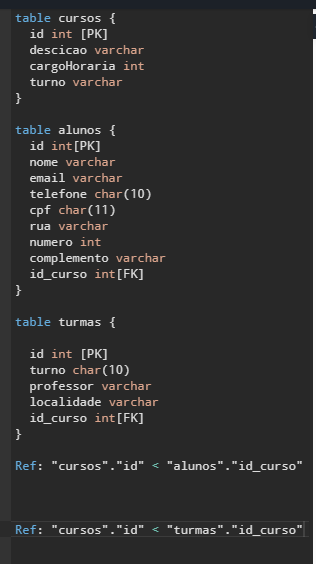 table cursos {
id int [PK]
descicao varchar
cargoHoraria int
turno varchar
}
table alunos {
id int[PK]
nome varchar
email varchar
telefone char(10)
cpf char(11)
rua varchar
numero int
complemento varchar
id_curso int[FK]
}
table turmas {
id int [PK]
turno char(10)
professor varchar
localidade varchar
id_curso int[FK]
}
Ref: "cursos"."id" < "alunos"."id_curso"
Ref: "cursos"."id" < "turmas"."id_curso"